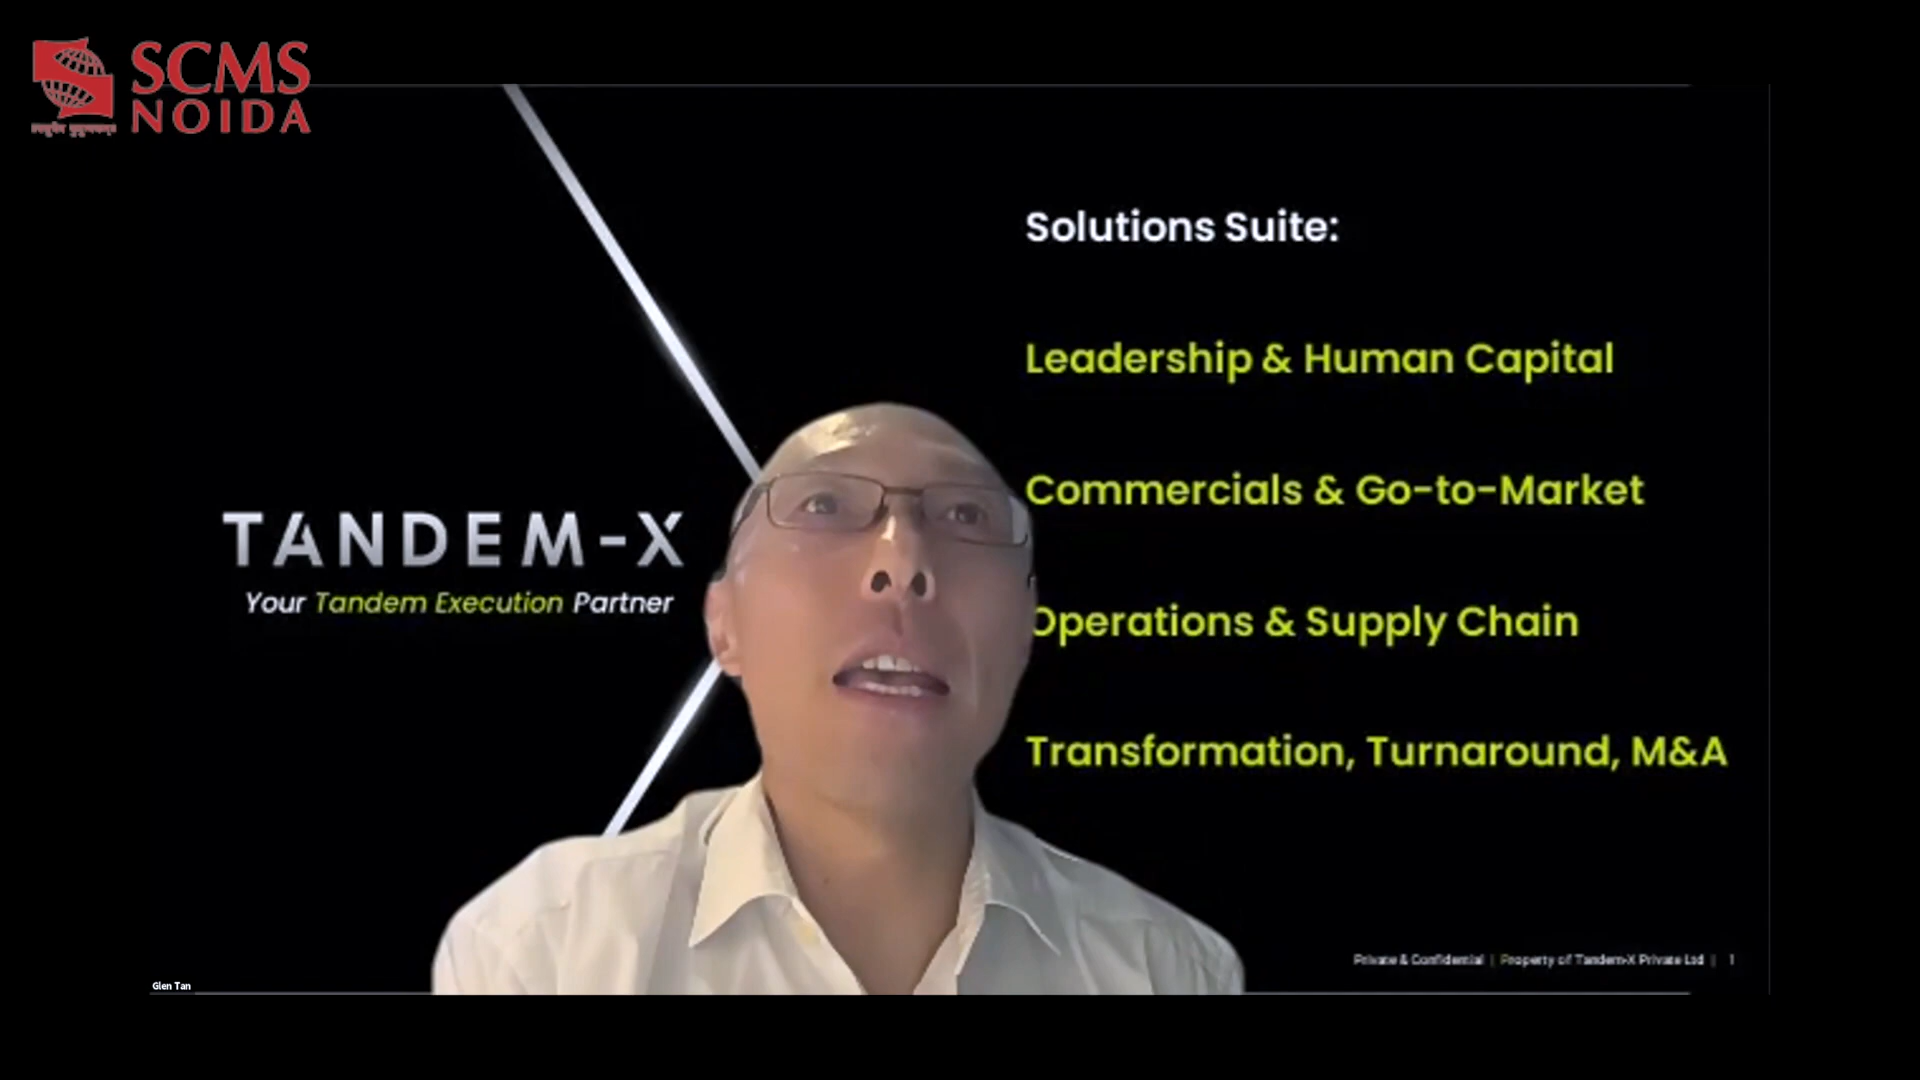 SCMS
NOIDA
Solutions Suite:
Leadership & Human Capital
Commercials & Go-to-Market
Operations & Supply Chain
Transformation, Turnaround, M&A
TANDEM-X
Your Tandem Execution Partner
Private & Confidential | Property of Tandem-X Private Ltd | 1
Glen Tan